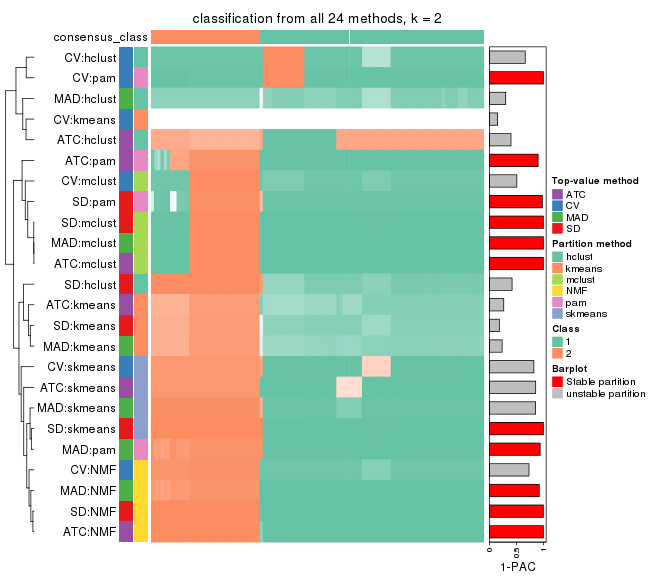 classification from all 24 methods, k = 2
consensus_class
CV:hclust
CV:pam
MAD:hclust
CV:kmeans
ATC:hclust
ATC:pam
CV:mclust
SD:pam
SD:mclust
MAD:mclust
ATC:mclust
SD:hclust
ATC:kmeans
SD:kmeans
MAD:kmeans
CV:skmeans
ATC:skmeans
MAD:skmeans
SD:skmeans
MAD:pam
CV:NMF
MAD:NMF
SD:NMF
ATC:NMF
0
0.5
1
1-PAC
Top-value method
ATC
CV
MAD
SD
Partition method
hclust
kmeans
mclust
NMF
pam
skmeans
Class
1
2
Barplot
Stable partition
unstable partition